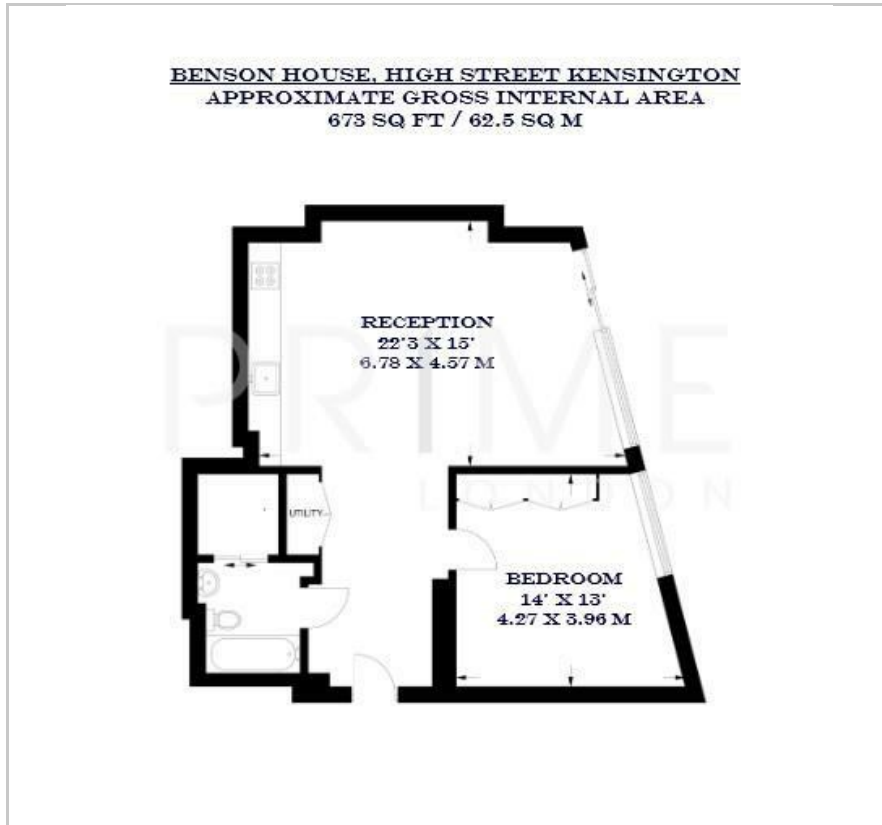 BENSON HOUSE, HIGH STREET KENSINGTON
APPROXIMATE GROSS INTERNAL AREA
673 SQ FT / 62.5 SQ M
RECEPTION
22'3 X 15'
6.78 X 4.57 M
PRIME
LONDON
UTILITY
BEDROOM
14' X 13'
4.27 X 3.96 M